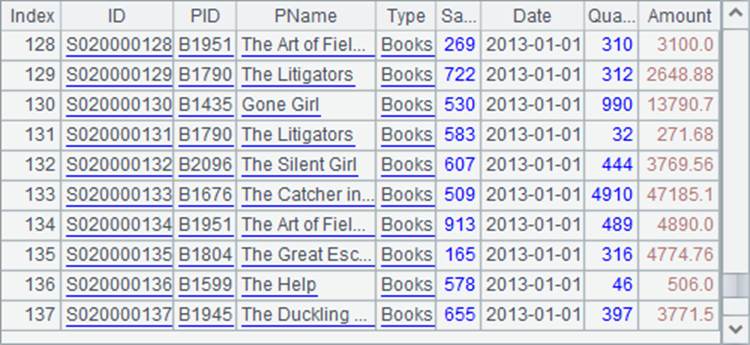 Index ID PID PName Type Sa... Date Qua... Amount
128 S020000128 B1951 The Art of Fiel... Books 269 2013-01-01 310 3100.0
129 S020000129 B1790 The Litigators Books 722 2013-01-01 312 2648.88
130 S020000130 B1435 Gone Girl Books 530 2013-01-01 990 13790.7
131 S020000131 B1790 The Litigators Books 583 2013-01-01 32 271.68
132 S020000132 B2096 The Silent Girl Books 607 2013-01-01 444 3769.56
133 S020000133 B1676 The Catcher in... Books 509 2013-01-01 4910 47185.1
134 S020000134 B1951 The Art of Fiel... Books 913 2013-01-01 489 4890.0
135 S020000135 B1804 The Great Esc... Books 165 2013-01-01 316 4774.76
136 S020000136 B1599 The Help Books 578 2013-01-01 46 506.0
137 S020000137 B1945 The Duckling ... Books 655 2013-01-01 397 3771.5